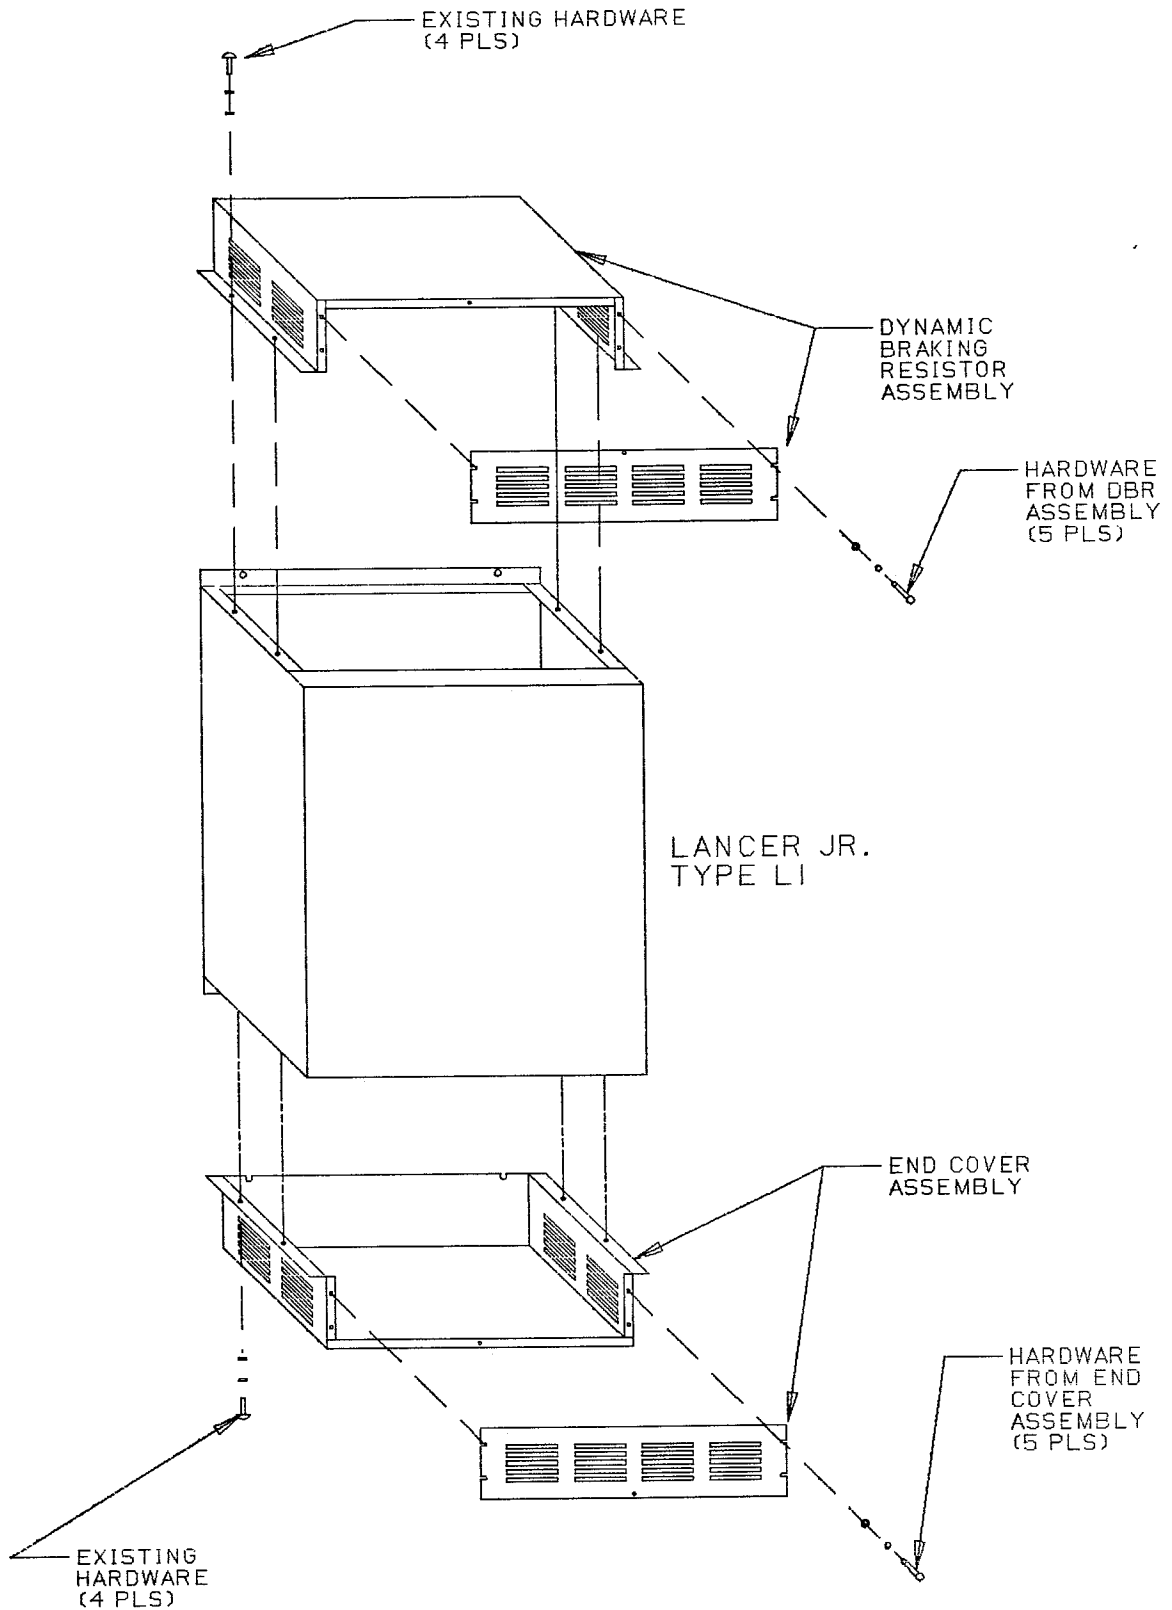 EXISTING HARDWARE
(4 PLS)
DYNAMIC
BRAKING
RESISTOR
ASSEMBLY
HARDWARE
FROM DBR
ASSEMBLY
(5 PLS)
LANCER JR.
TYPE LI
END COVER
ASSEMBLY
HARDWARE
FROM END
COVER
ASSEMBLY
(5 PLS)
EXISTING
HARDWARE
(4 PLS)